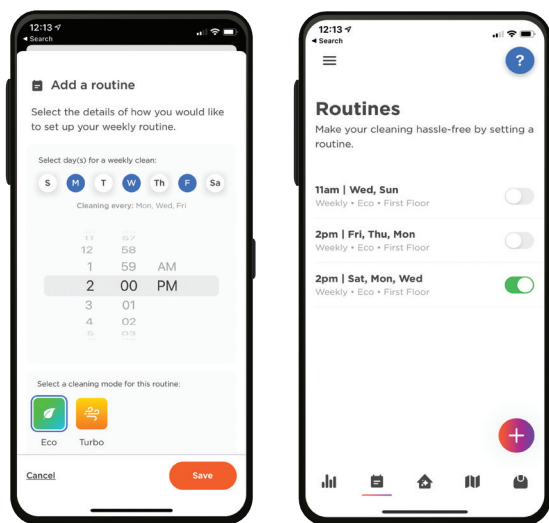 12:13
Search
Add a routine
Select the details of how you would like
to set up your weekly routine.
Select day(s) for a weekly clean:
S M T W Th F Sa
Cleaning every: Mon, Wed, Fri
11 57
12 58
1 59 AM
2 00 PM
3 01
4 02
5 03
Select a cleaning mode for this routine:
Eco Turbo
Cancel Save
12:13
Search
?
Routines
Make your cleaning hassle-free by setting a
routine.
11am | Wed, Sun
Weekly • Eco • First Floor
2pm | Fri, Thu, Mon
Weekly • Eco • First Floor
2pm | Sat, Mon, Wed
Weekly • Eco • First Floor
+